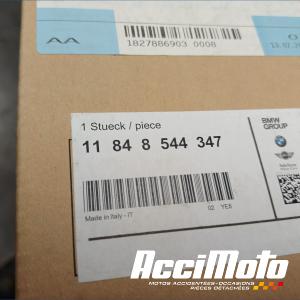 AA
1827886903 0008
1 Stueck / piece
11 84 8 544 347
BMW
GROUP
Made in Italy - IT
02 YE5
AcciMoto
MOTOS ACCIDENTÉES - OCCASIONS
PIÈCES DÉTACHÉES